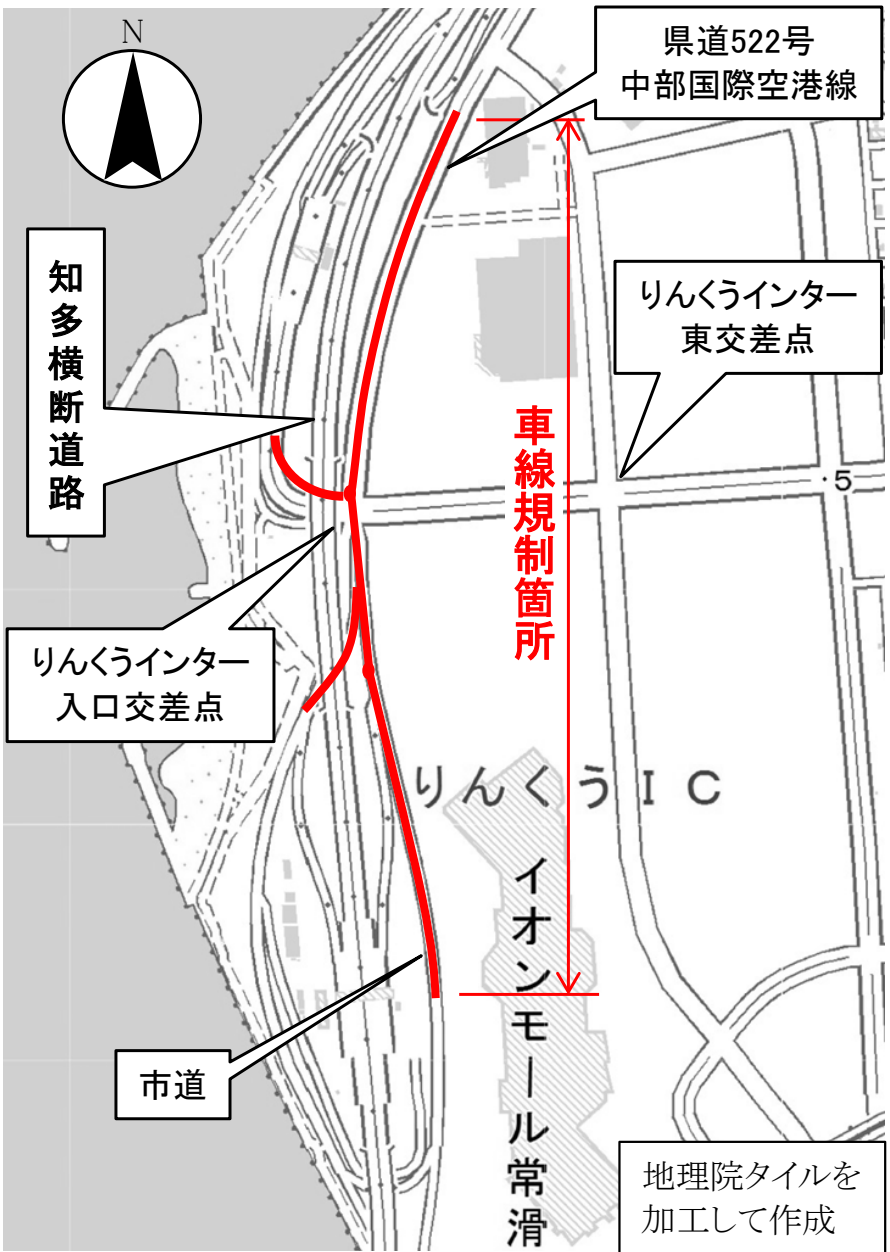 N
県道522号
中部国際空港線
知多横断道路
りんくうインター
東交差点
車線規制箇所
・5
りんくうインター
入口交差点
りんくうIC
イオンモール常滑
市道
地理院タイルを
加工して作成